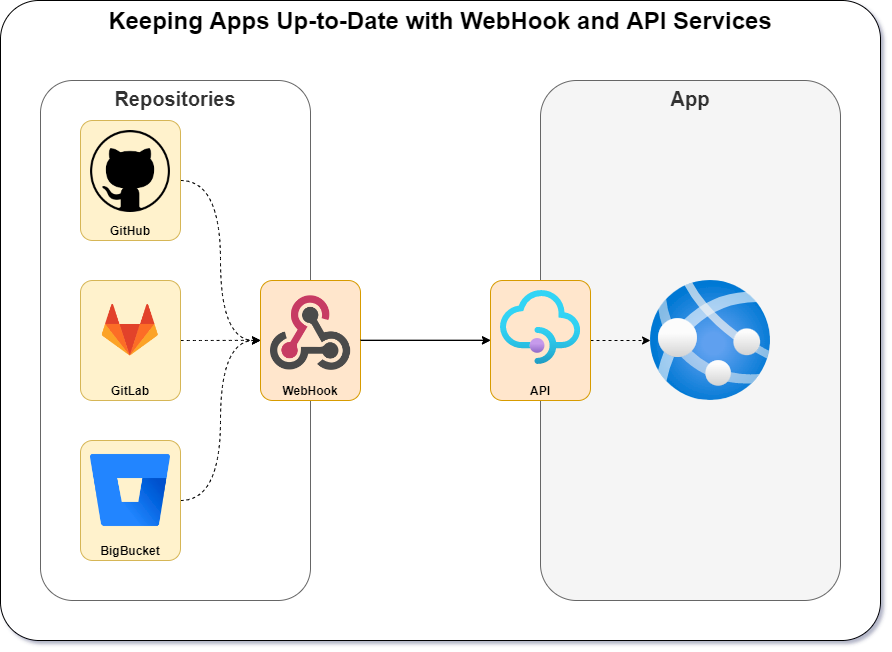 Keeping Apps Up-to-Date with WebHook and API Services
Repositories
App
GitHub
GitLab
WebHook
API
BigBucket